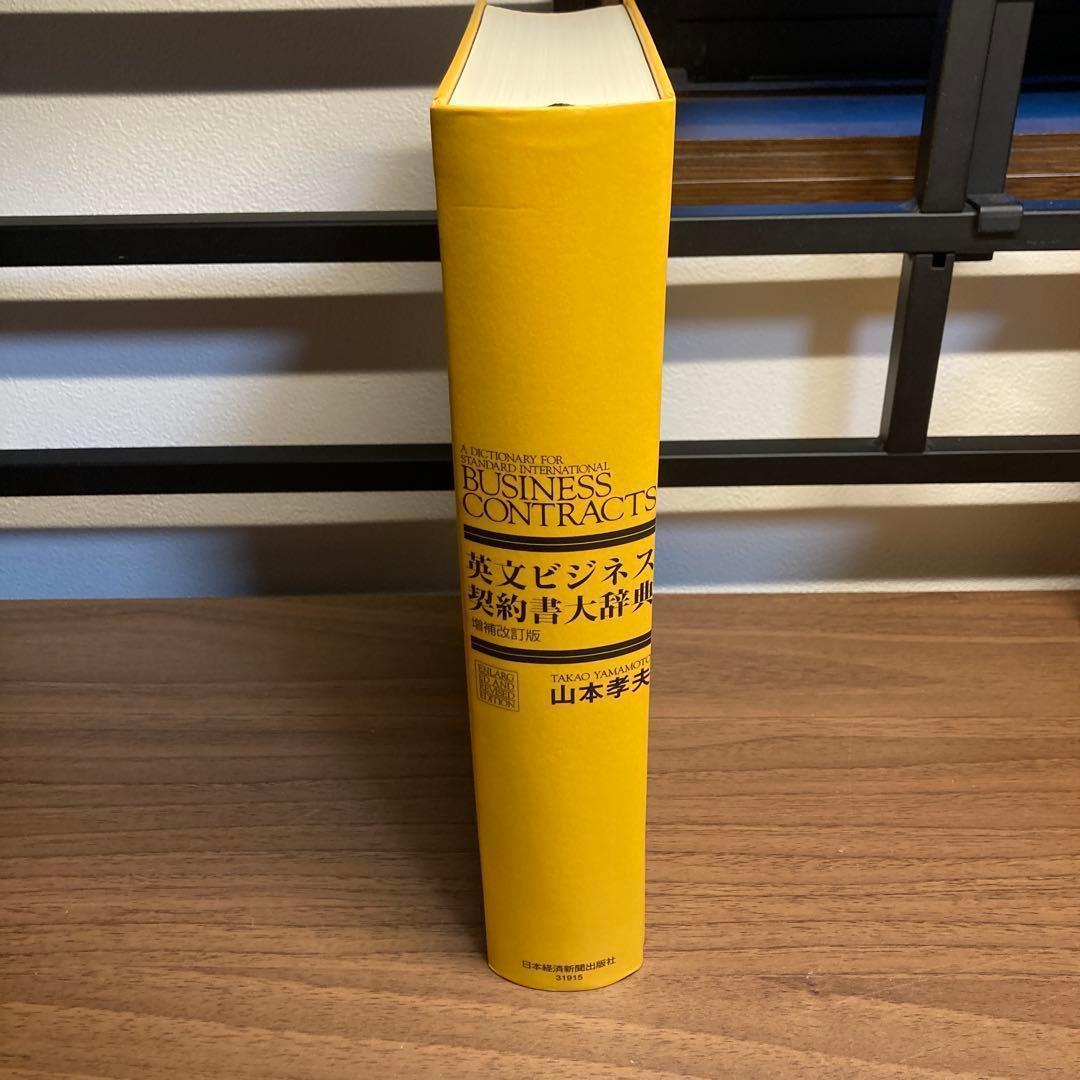 A DICTIONARY FOR
STANDARD INTERNATIONAL
BUSINESS
CONTRACTS
英文ビジネス
契約書大辞典
増補改訂版
ENLARG
ED AND
REVISED
EDITION
TAKAO YAMAMOTO
山本孝夫
日本経済新聞出版社
31915